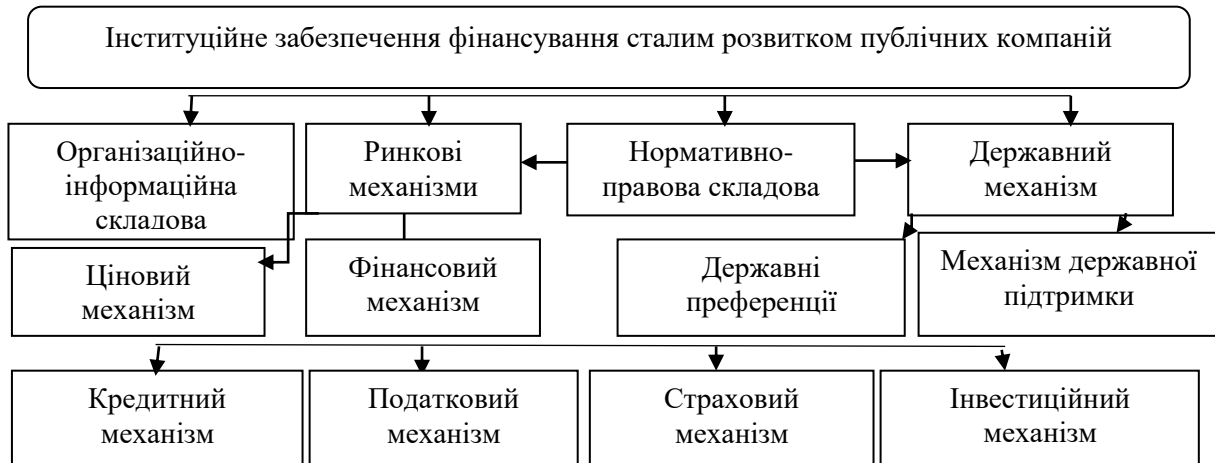 Інституційне забезпечення фінансування сталим розвитком публічних компаній
Організаційно-
інформаційна
складова
Ринкові
механізми
Нормативно-
правова складова
Державний
механізм
Ціновий
механізм
Фінансовий
механізм
Державні
преференції
Механізм державної
підтримки
Кредитний
механізм
Податковий
механізм
Страховий
механізм
Інвестиційний
механізм